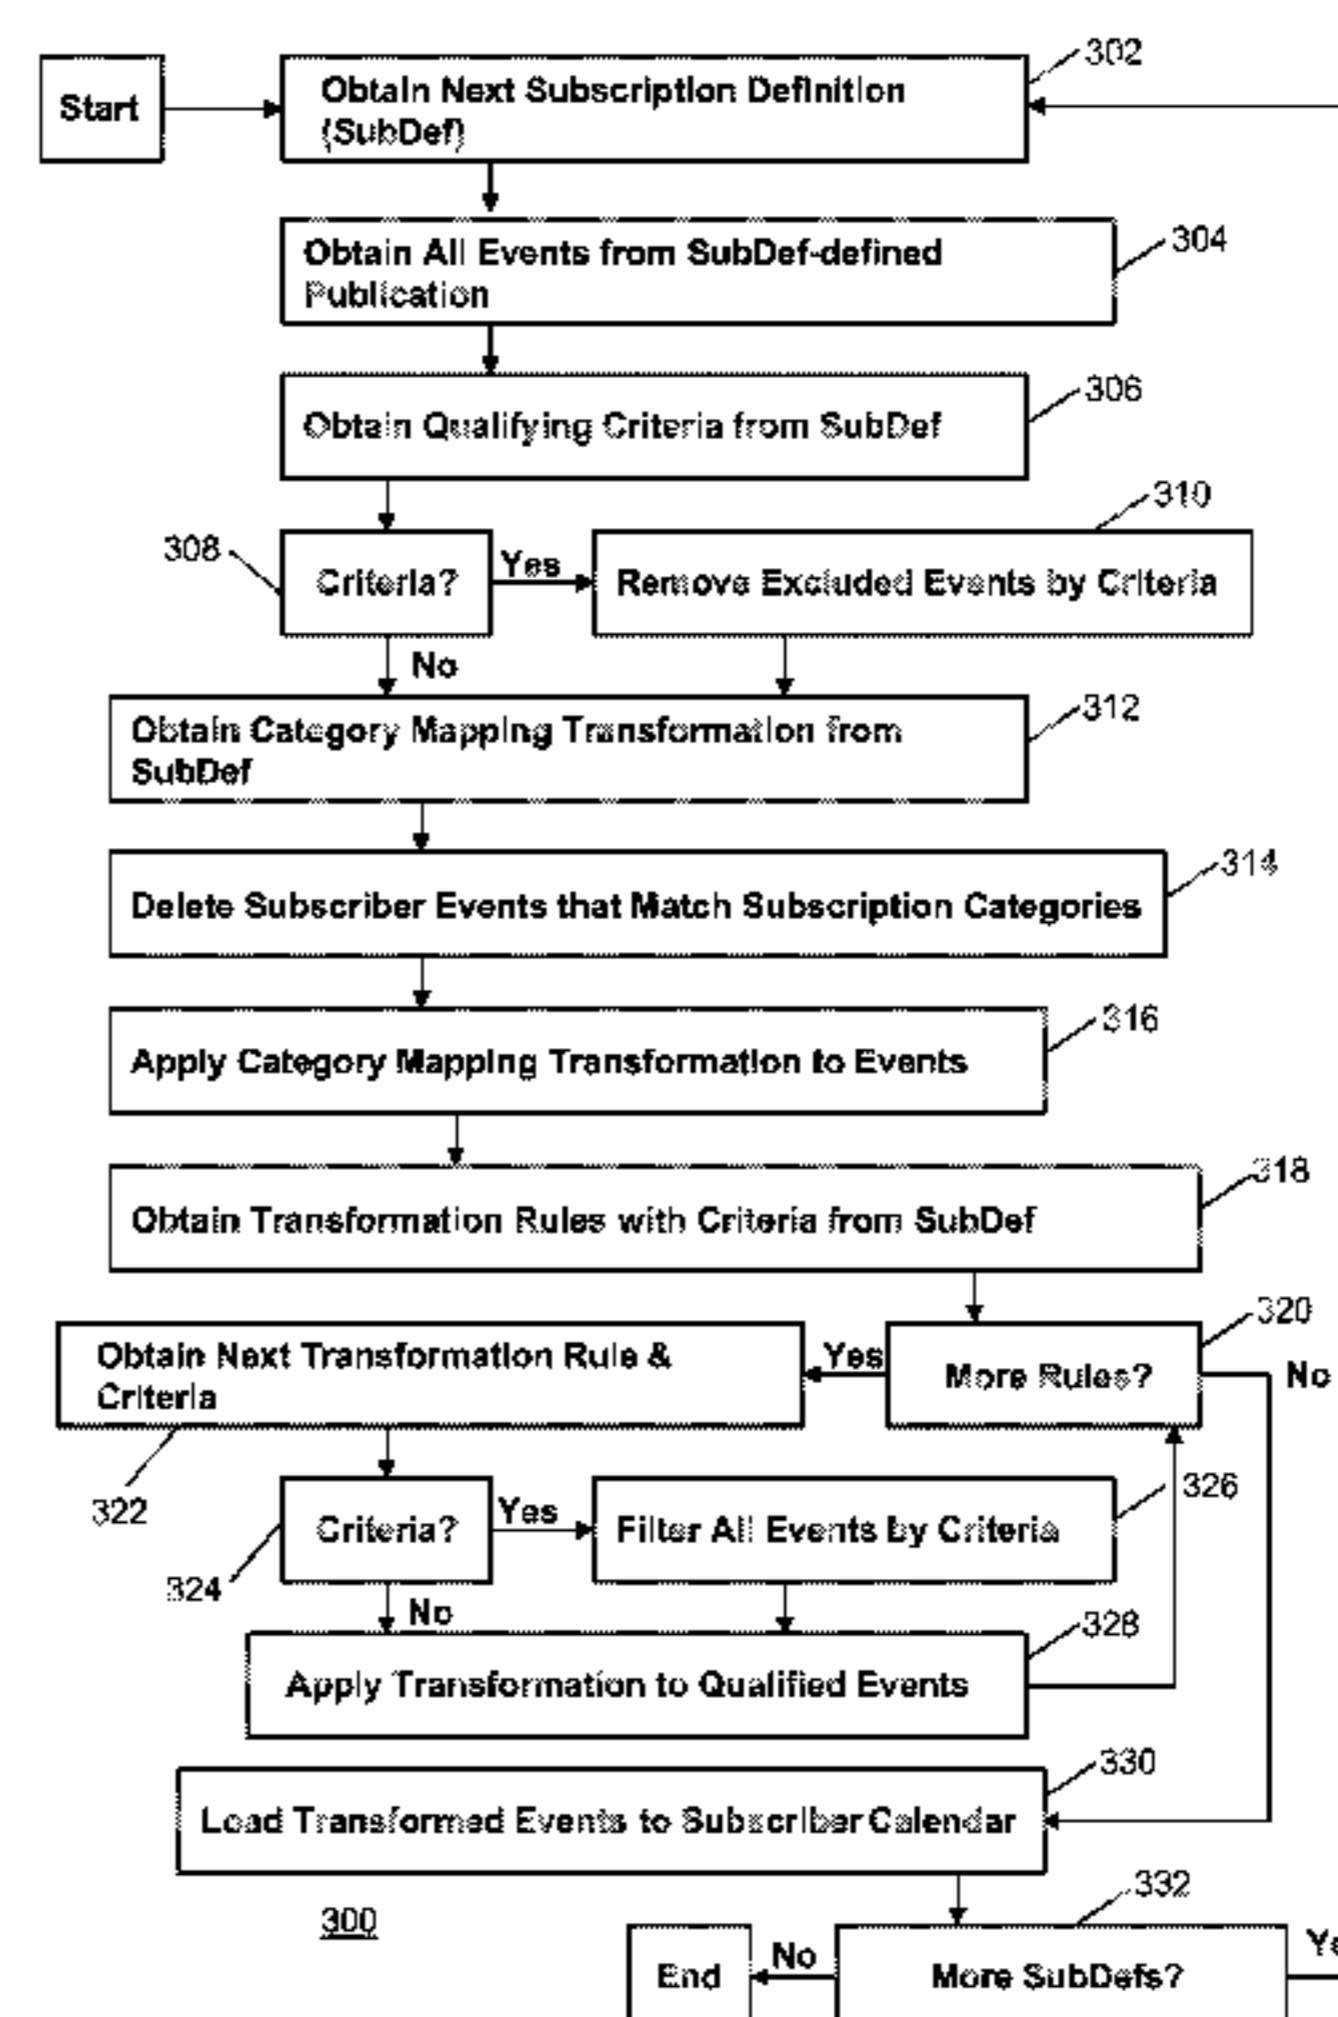 302
Start
Obtain Next Subscription Definition
(SubDef)
304
Obtain All Events from SubDef-defined
Publication
306
Obtain Qualifying Criteria from SubDef
310
308
Criteria?
Yes
Remove Excluded Events by Criteria
No
312
Obtain Category Mapping Transformation from
SubDef
314
Delete Subscriber Events that Match Subscription Categories
316
Apply Category Mapping Transformation to Events
318
Obtain Transformation Rules with Criteria from SubDef
320
Obtain Next Transformation Rule &
Criteria
Yes
More Rules?
No
322
326
324
Criteria?
Yes
Filter All Events by Criteria
No
328
Apply Transformation to Qualified Events
330
Load Transformed Events to Subscriber Calendar
332
300
End
No
More SubDefs?